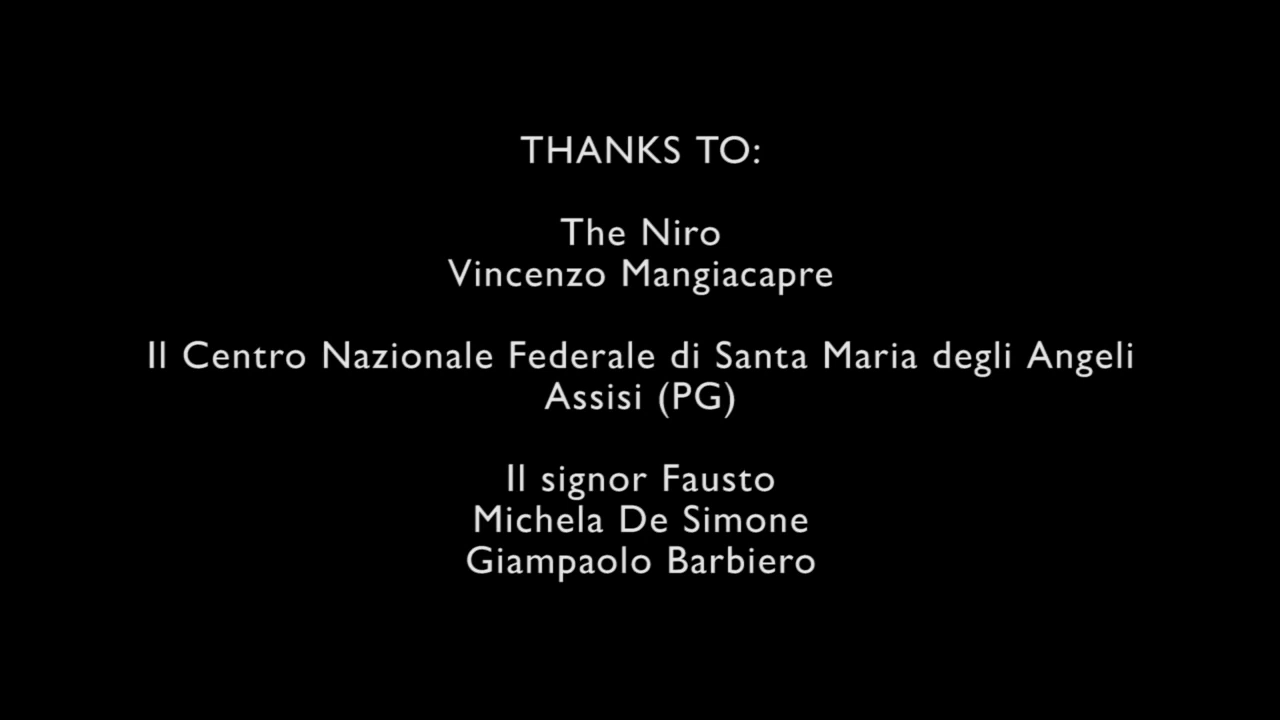 THANKS TO:
The Niro
Vincenzo Mangiacapre
Il Centro Nazionale Federale di Santa Maria degli Angeli
Assisi (PG)
Il signor Fausto
Michela De Simone
Giampaolo Barbiero